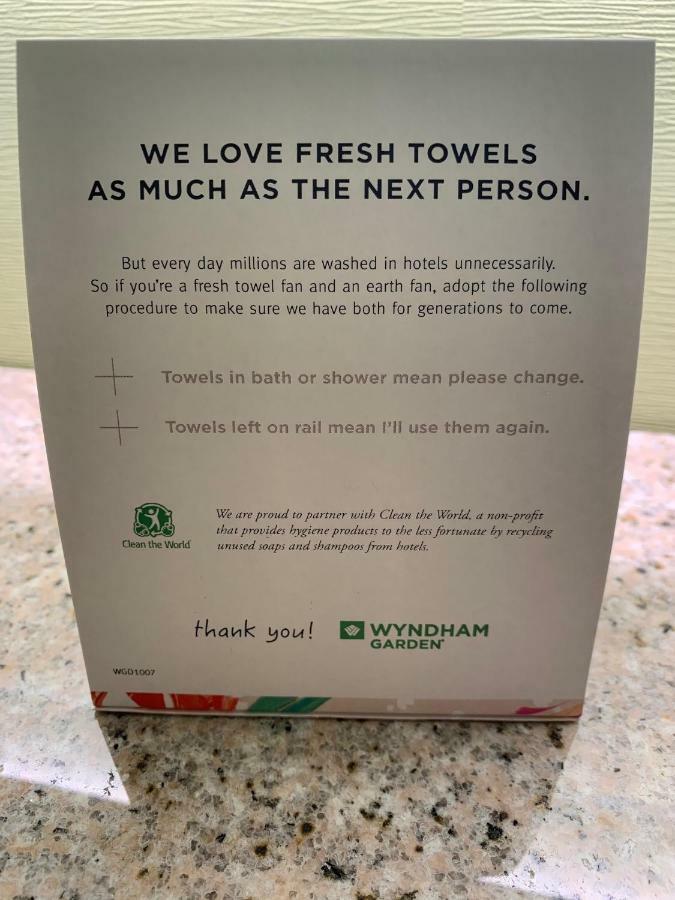 WE LOVE FRESH TOWELS
AS MUCH AS THE NEXT PERSON.
But every day millions are washed in hotels unnecessarily.
So if you're a fresh towel fan and an earth fan, adopt the following
procedure to make sure we have both for generations to come.
Towels in bath or shower mean please change.
Towels left on rail mean I'll use them again.
Clean the World
We are proud to partner with Clean the World, a non-profit
that provides hygiene products to the less fortunate by recycling
unused soaps and shampoos from hotels.
thank you!
WYNDHAM
GARDEN
WGD1007